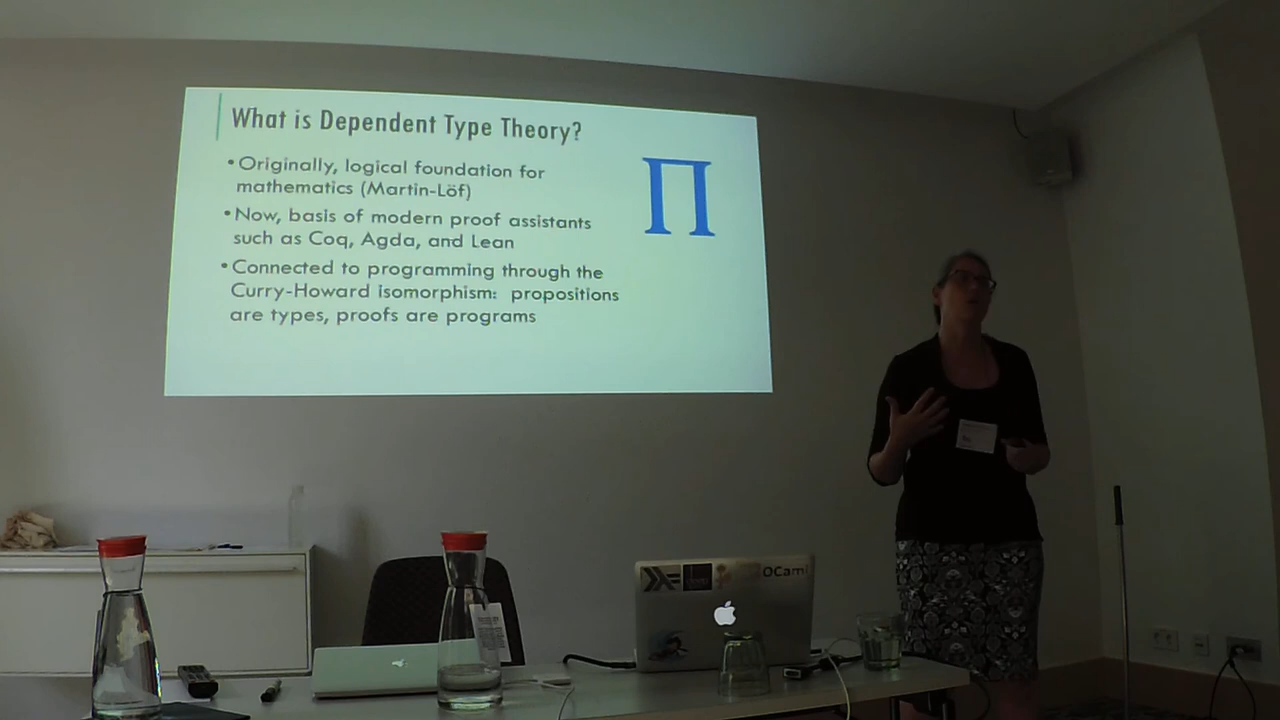 What is Dependent Type Theory?
•Originally, logical foundation for
mathematics (Martin-Löf)
Π
•Now, basis of modern proof assistants
such as Coq, Agda, and Lean
•Connected to programming through the
Curry-Howard isomorphism: propositions
are types, proofs are programs
OCaml